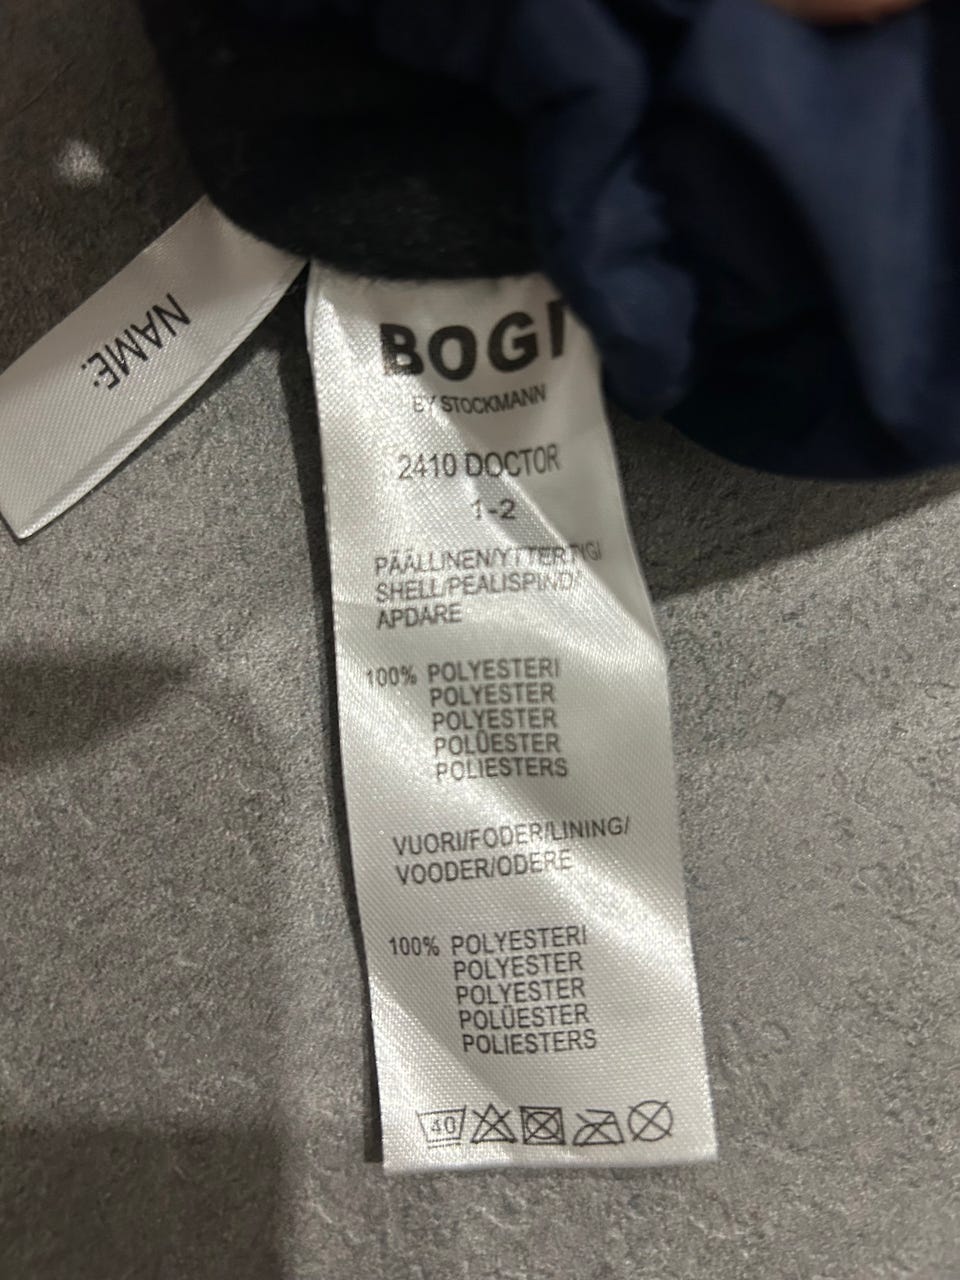 NAME:
BOGI
BY STOCKMANN
2410 DOCTOR
1-2
PÄÄLLINEN/YTTERTYG/
SHELL/PEALISPIND/
APDARE
100% POLYESTERI
POLYESTER
POLYESTER
POLÜESTER
POLIESTERS
VUORI/FODER/LINING/
VOODER/ODERE
100% POLYESTERI
POLYESTER
POLYESTER
POLÜESTER
POLIESTERS
40